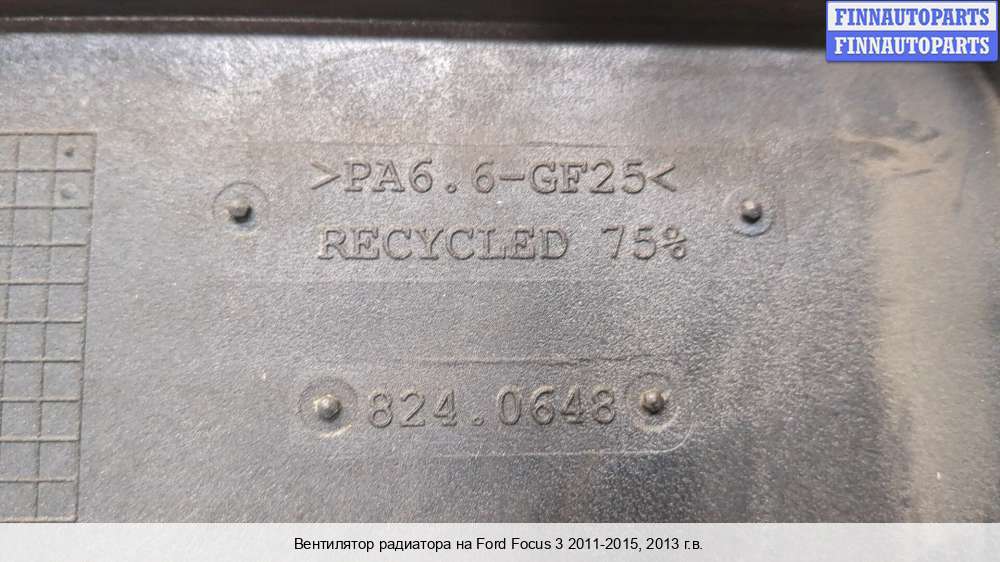 FINNAUTOPARTS
FINNAUTOPARTS
>PA6.6-GF25<
RECYCLED 75%
824.0648
Вентилятор радиатора на Ford Focus 3 2011-2015, 2013 г.в.